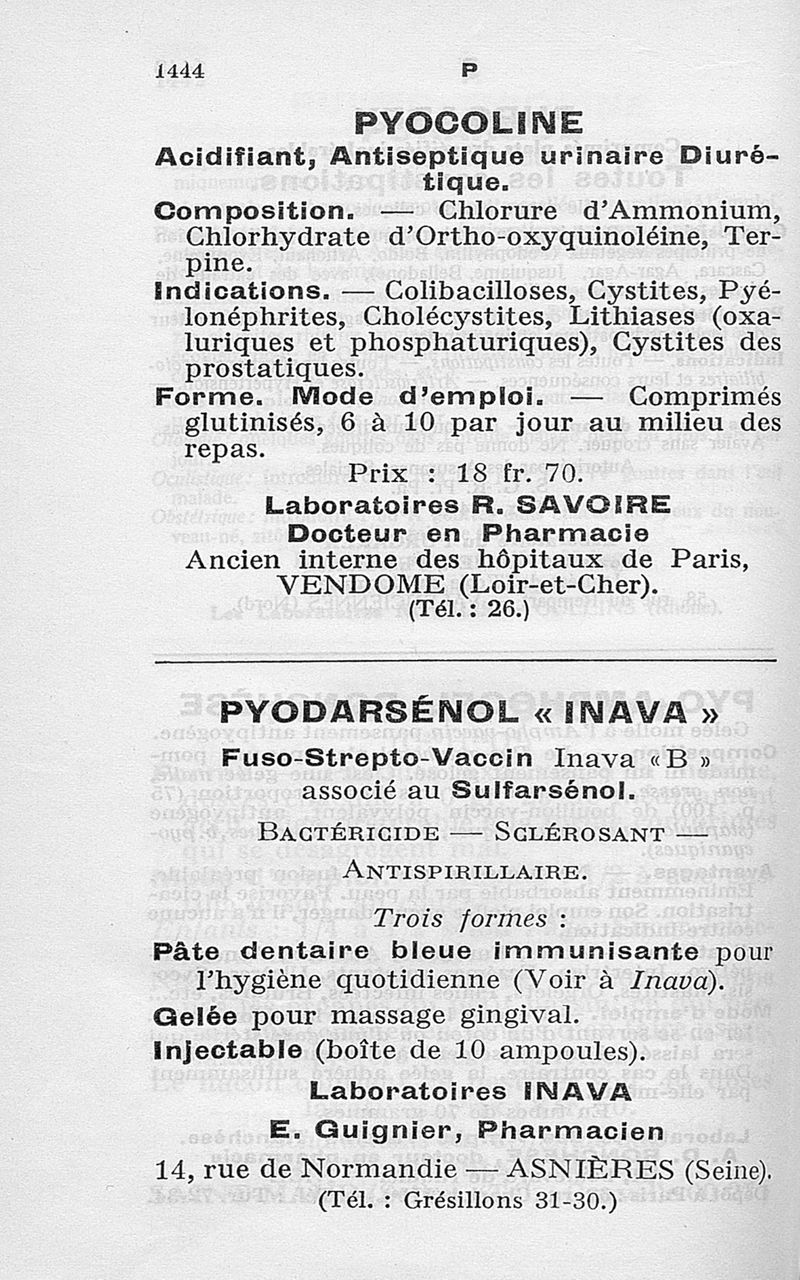 1444 P
PYOCOLINE
Acidifiant, Antiseptique urinaire Diuré-
tique.
Composition. — Chlorure d'Ammonium,
Chlorhydrate d'Ortho-oxyquinoléine, Ter-
pine.
Indications. — Colibacilloses, Cystites, Pyé-
lonéphrites, Cholécystites, Lithiases (oxa-
luriques et phosphaturiques), Cystites des
prostatiques.
Forme. Mode d'emploi. — Comprimés
glutinisés, 6 à 10 par jour au milieu des
repas.
Prix : 18 fr. 70.
Laboratoires R. SAVOIRE
Docteur en Pharmacie
Ancien interne des hôpitaux de Paris,
VENDOME (Loir-et-Cher).
(Tél. : 26.)
PYODARSÉNOL « INAVA »
Fuso-Strepto-Vaccin Inava « B »
associé au Sulfarsénol.
BACTÉRICIDE — SCLÉROSANT —
ANTISPIRILLAIRE.
Trois formes :
Pâte dentaire bleue immunisante pour
l'hygiène quotidienne (Voir à Inava).
Gelée pour massage gingival.
Injectable (boîte de 10 ampoules).
Laboratoires INAVA
E. Guignier, Pharmacien
14, rue de Normandie — ASNIÈRES (Seine).
(Tél. : Grésillons 31-30.)